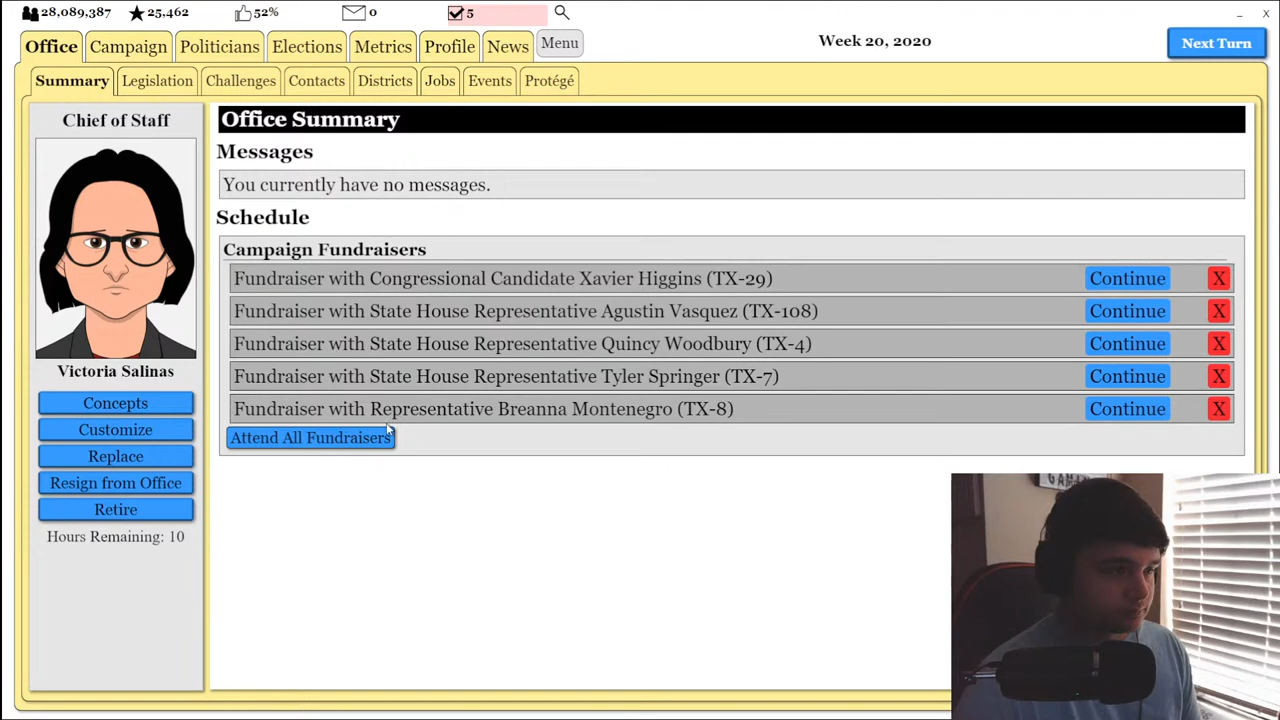 28,089,387 25,462 52% 0 5
_ X
Office Campaign Politicians Elections Metrics Profile News Menu
Week 20, 2020
Next Turn
Summary Legislation Challenges Contacts Districts Jobs Events Protégé
Chief of Staff
Victoria Salinas
Concepts
Customize
Replace
Resign from Office
Retire
Hours Remaining: 10
Office Summary
Messages
You currently have no messages.
Schedule
Campaign Fundraisers
Fundraiser with Congressional Candidate Xavier Higgins (TX-29) Continue X
Fundraiser with State House Representative Agustin Vasquez (TX-108) Continue X
Fundraiser with State House Representative Quincy Woodbury (TX-4) Continue X
Fundraiser with State House Representative Tyler Springer (TX-7) Continue X
Fundraiser with Representative Breanna Montenegro (TX-8) Continue X
Attend All Fundraisers